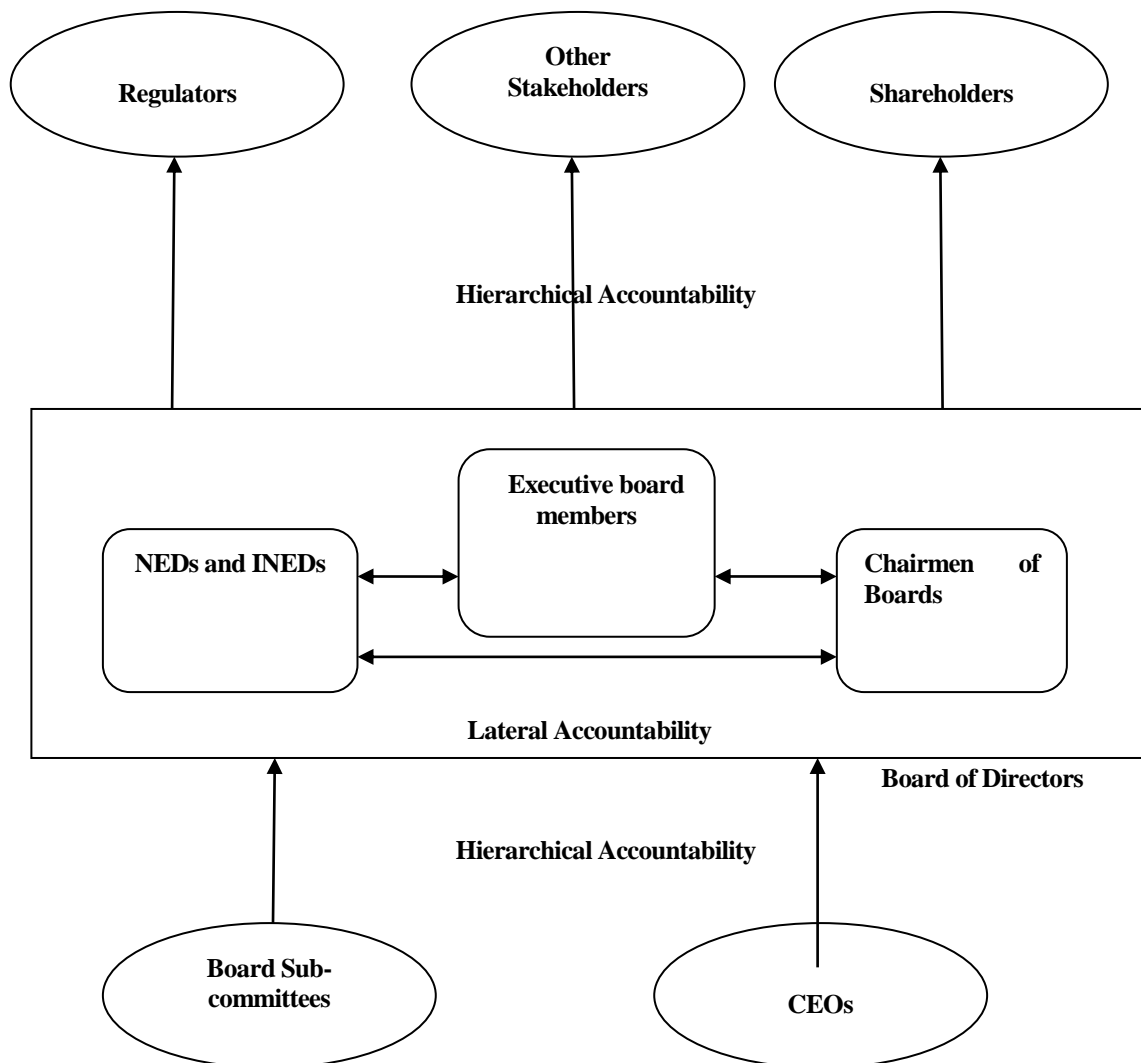 Regulators
Other
Stakeholders
Shareholders
Hierarchical Accountability
Executive board
members
NEDs and INEDs
Chairmen of
Boards
Lateral Accountability
Board of Directors
Hierarchical Accountability
Board Sub-
committees
CEOs